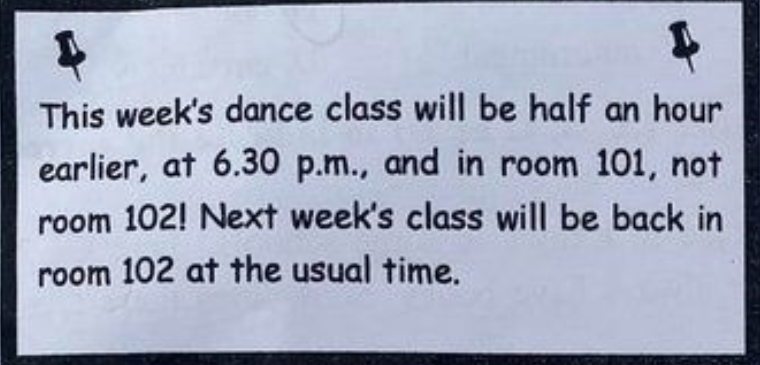 This week's dance class will be half an hour
earlier, at 6.30 p.m., and in room 101, not
room 102! Next week's class will be back in
room 102 at the usual time.